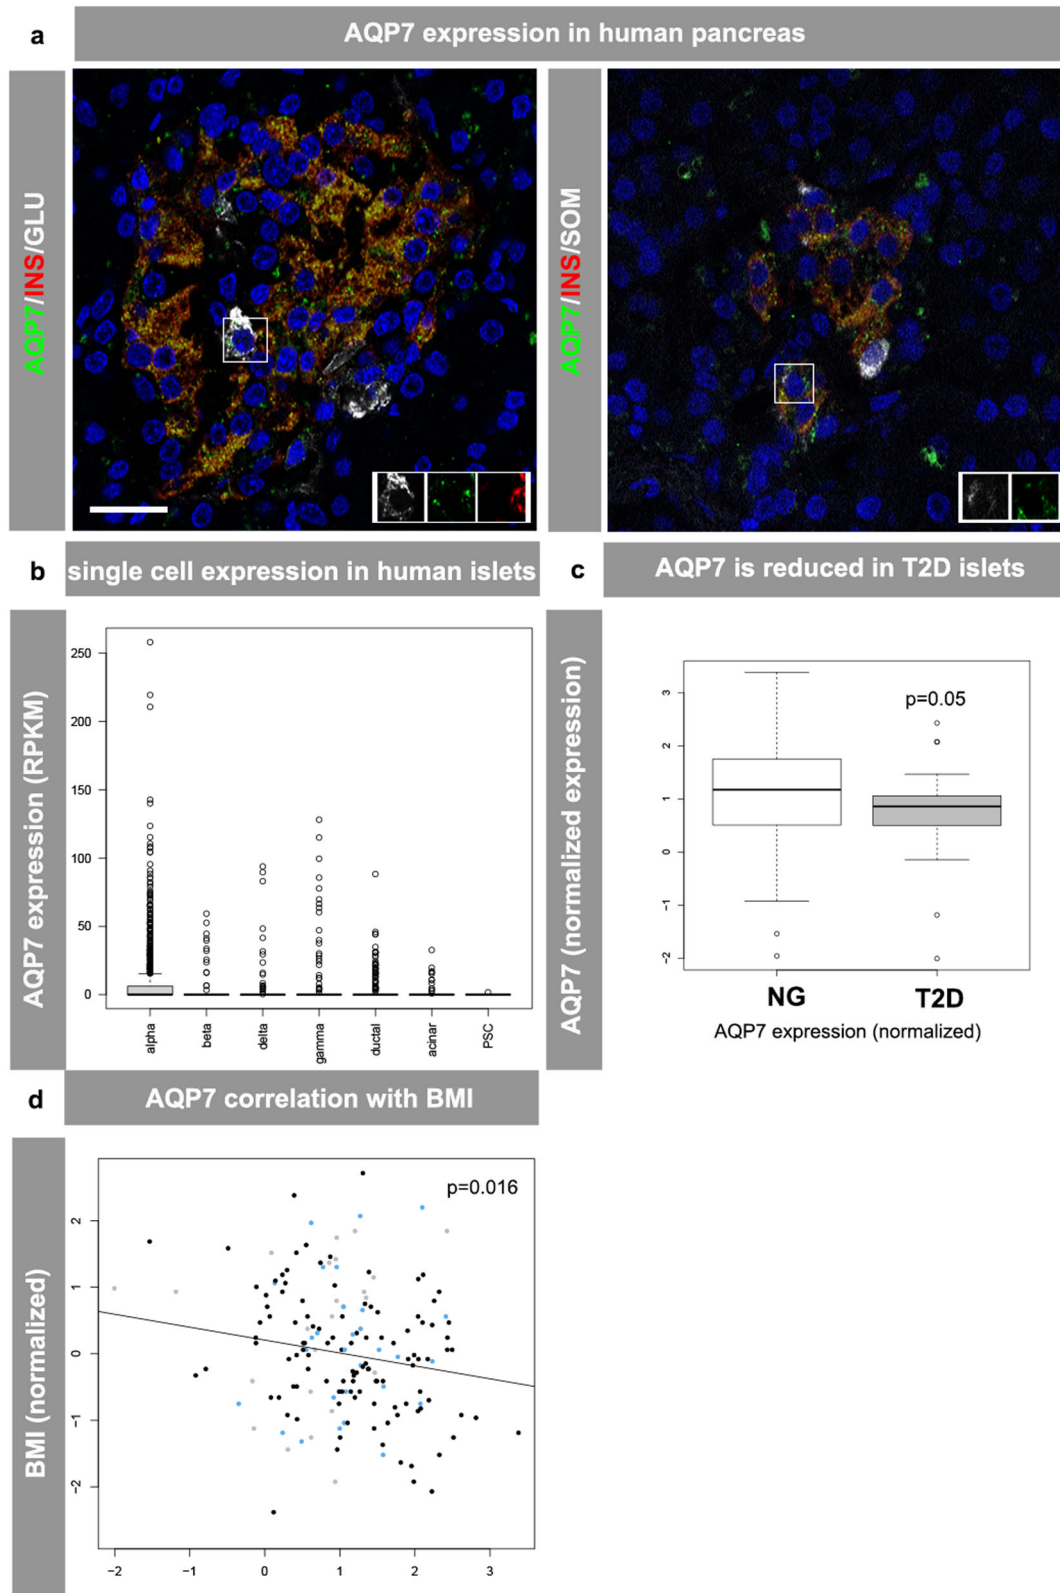 a
AQP7 expression in human pancreas
AQP7/INS/GLU
AQP7/INS/SOM
b
single cell expression in human islets
AQP7 expression (RPKM)
250
200
150
100
50
0
alpha
beta
delta
gamma
ductal
acinar
PSC
c
AQP7 is reduced in T2D islets
AQP7 (normalized expression)
3
2
1
0
-1
-2
p=0.05
NG
T2D
AQP7 expression (normalized)
d
AQP7 correlation with BMI
BMI (normalized)
p=0.016
2
1
0
-1
-2
-2
-1
0
1
2
3